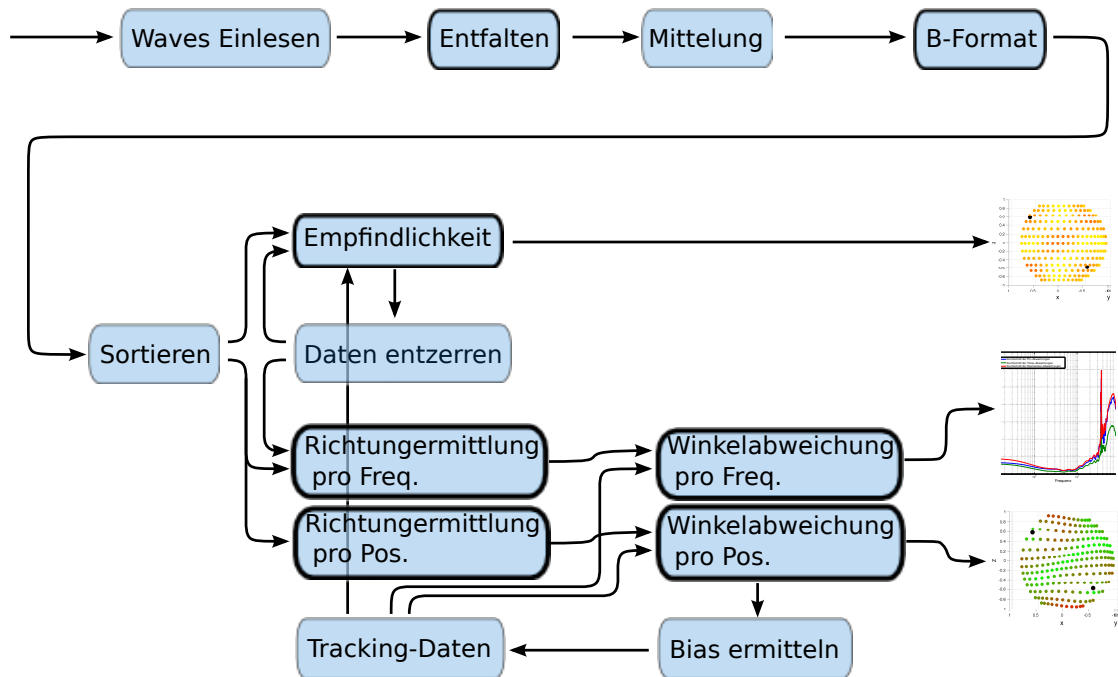 Waves Einlesen
Entfalten
Mittelung
B-Format
Empfindlichkeit
Sortieren
Daten entzerren
Richtungermittlung
pro Freq.
Winkelabweichung
pro Freq.
Richtungermittlung
pro Pos.
Winkelabweichung
pro Pos.
Tracking-Daten
Bias ermitteln
x
y
Frequenz
x
y